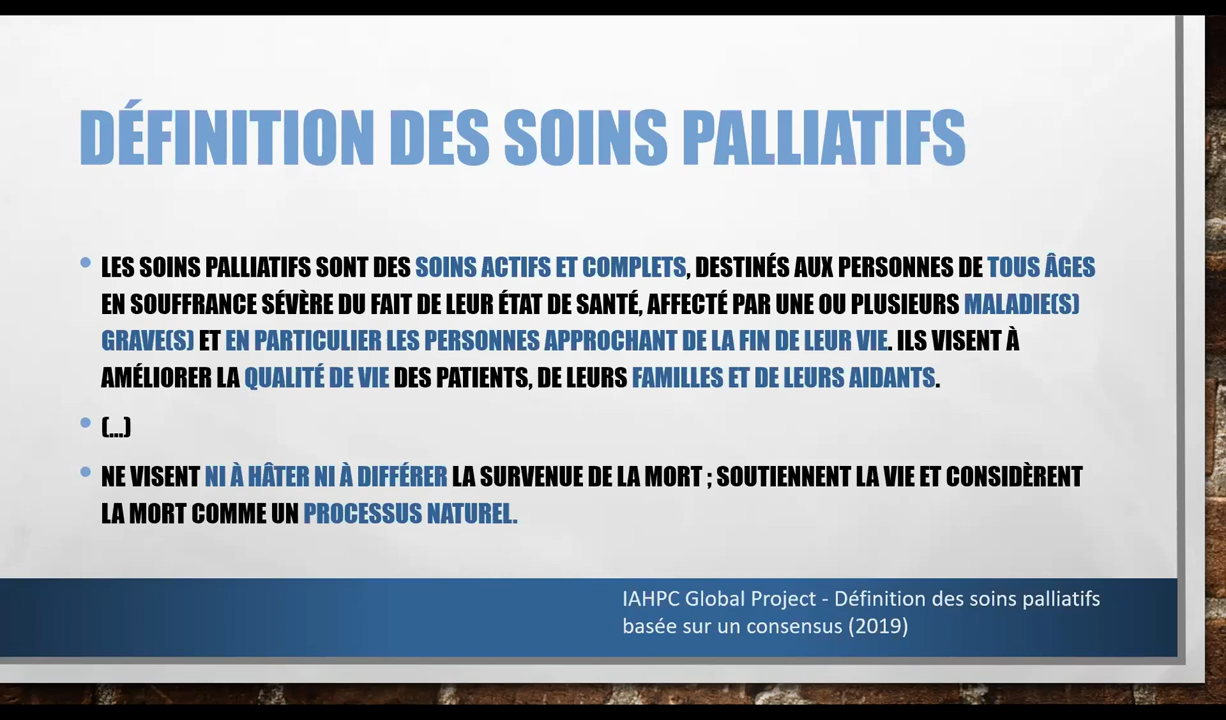 DÉFINITION DES SOINS PALLIATIFS
• LES SOINS PALLIATIFS SONT DES SOINS ACTIFS ET COMPLETS, DESTINÉS AUX PERSONNES DE TOUS ÂGES
EN SOUFFRANCE SÉVÈRE DU FAIT DE LEUR ÉTAT DE SANTÉ, AFFECTÉ PAR UNE OU PLUSIEURS MALADIE(S)
GRAVE(S) ET EN PARTICULIER LES PERSONNES APPROCHANT DE LA FIN DE LEUR VIE. ILS VISENT À
AMÉLIORER LA QUALITÉ DE VIE DES PATIENTS, DE LEURS FAMILLES ET DE LEURS AIDANTS.
• (...)
• NE VISENT NI À HÂTER NI À DIFFÉRER LA SURVENUE DE LA MORT ; SOUTIENNENT LA VIE ET CONSIDÈRENT
LA MORT COMME UN PROCESSUS NATUREL.
IAHPC Global Project - Définition des soins palliatifs
basée sur un consensus (2019)